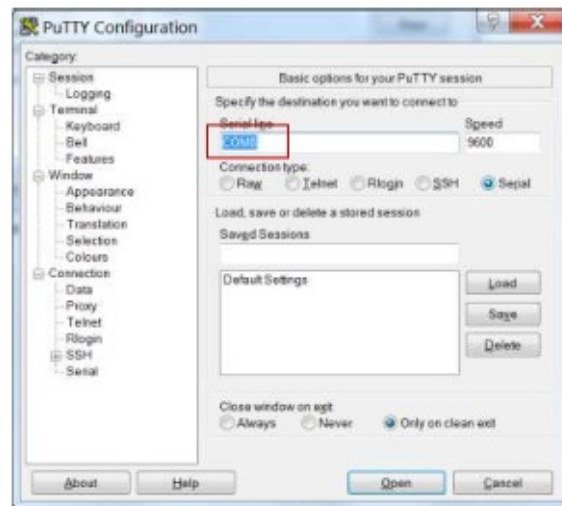 PuTTY Configuration
Category:
Session
Logging
Terminal
Keyboard
Bell
Features
Window
Appearance
Behaviour
Translation
Selection
Colours
Connection
Data
Proxy
Telnet
Rlogin
SSH
Serial
Basic options for your PuTTY session
Specify the destination you want to connect to
Serial line
Speed
9600
Connection type:
Raw Telnet Rlogin SSH Serial
Load, save or delete a stored session
Saved Sessions
Default Settings
Load
Save
Delete
Close window on exit
Always Never Only on clean exit
About Help Open Cancel